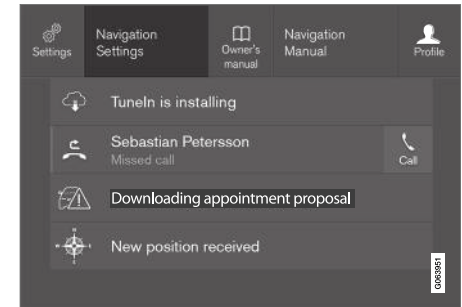 Settings
Navigation
Settings
Owner's
manual
Navigation
Manual
Profile
TuneIn is installing
Sebastian Petersson
Missed call
Call
Downloading appointment proposal
New position received
G063951